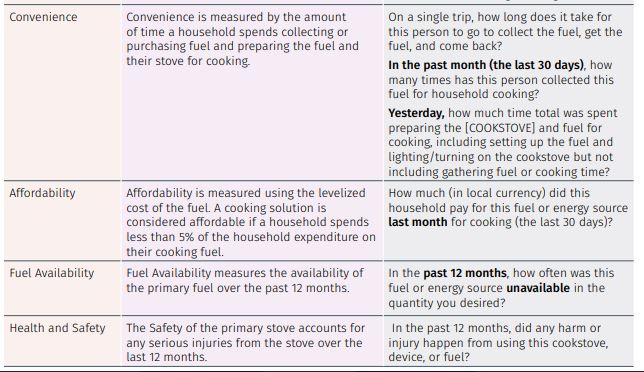 Convenience
Convenience is measured by the amount
of time a household spends collecting or
purchasing fuel and preparing the fuel and
their stove for cooking.
On a single trip, how long does it take for
this person to go to collect the fuel, get the
fuel, and come back?
In the past month (the last 30 days), how
many times has this person collected this
fuel for household cooking?
Yesterday, how much time total was spent
preparing the [COOKSTOVE] and fuel for
cooking, including setting up the fuel and
lighting/turning on the cookstove but not
including gathering fuel or cooking time?
Affordability
Affordability is measured using the levelized
cost of the fuel. A cooking solution is
considered affordable if a household spends
less than 5% of the household expenditure on
their cooking fuel.
How much (in local currency) did this
household pay for this fuel or energy source
last month for cooking (the last 30 days)?
Fuel Availability
Fuel Availability measures the availability of
the primary fuel over the past 12 months.
In the past 12 months, how often was this
fuel or energy source unavailable in the
quantity you desired?
Health and Safety
The Safety of the primary stove accounts for
any serious injuries from the stove over the
last 12 months.
In the past 12 months, did any harm or
injury happen from using this cookstove,
device, or fuel?